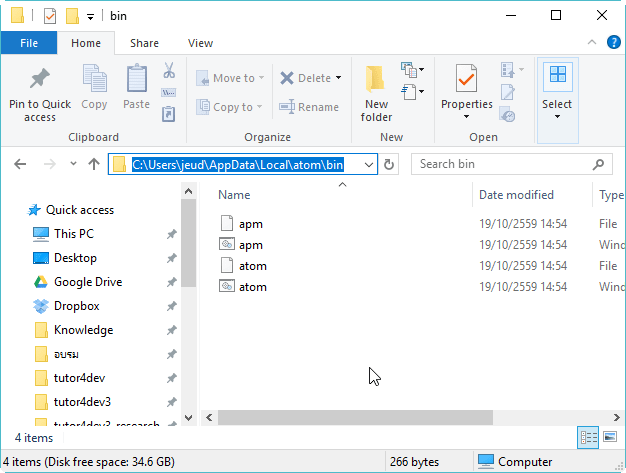 bin
File Home Share View
Pin to Quick access
Copy
Paste
Move to
Copy to
Delete
Rename
New folder
Properties
Select
Clipboard Organize New Open
C:\Users\jeud\AppData\Local\atom\bin
Search bin
Name Date modified Type
Quick access
This PC
Desktop
Google Drive
Dropbox
Knowledge
อบรม
tutor4dev
tutor4dev3
tutor4dev3_research
apm 19/10/2559 14:54 File
apm 19/10/2559 14:54 Wind
atom 19/10/2559 14:54 File
atom 19/10/2559 14:54 Wind
4 items
4 items (Disk free space: 34.6 GB) 266 bytes Computer